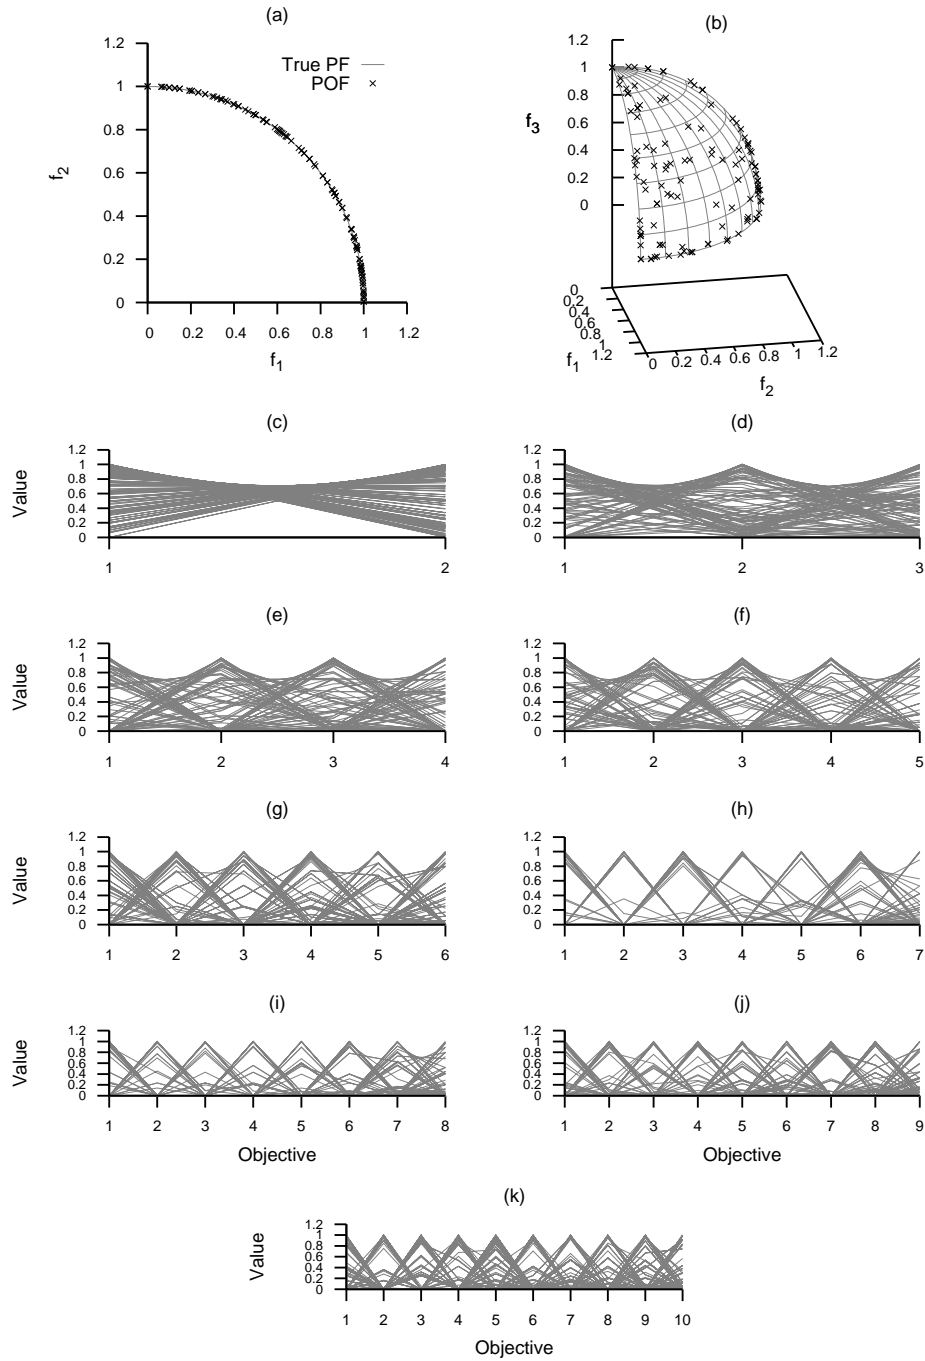 (a)
1.2
1
0.8
0.6
0.4
0.2
0
f2
0 0.2 0.4 0.6 0.8 1 1.2
f1
True PF
POF
(b)
1.2
1
0.8
0.6
0.4
0.2
0
f3
0
0.2
0.4
0.6
0.8
1
1.2
f1
0 0.2 0.4 0.6 0.8 1 1.2
f2
(c)
Value
1.2
1
0.8
0.6
0.4
0.2
0
1 2
(d)
1.2
1
0.8
0.6
0.4
0.2
0
1 2 3
(e)
Value
1.2
1
0.8
0.6
0.4
0.2
0
1 2 3 4
(f)
1.2
1
0.8
0.6
0.4
0.2
0
1 2 3 4 5
(g)
Value
1.2
1
0.8
0.6
0.4
0.2
0
1 2 3 4 5 6
(h)
1.2
1
0.8
0.6
0.4
0.2
0
1 2 3 4 5 6 7
(i)
Value
1.2
1
0.8
0.6
0.4
0.2
0
1 2 3 4 5 6 7 8
Objective
(j)
1.2
1
0.8
0.6
0.4
0.2
0
1 2 3 4 5 6 7 8 9
Objective
(k)
Value
1.2
1
0.8
0.6
0.4
0.2
0
1 2 3 4 5 6 7 8 9 10
Objective